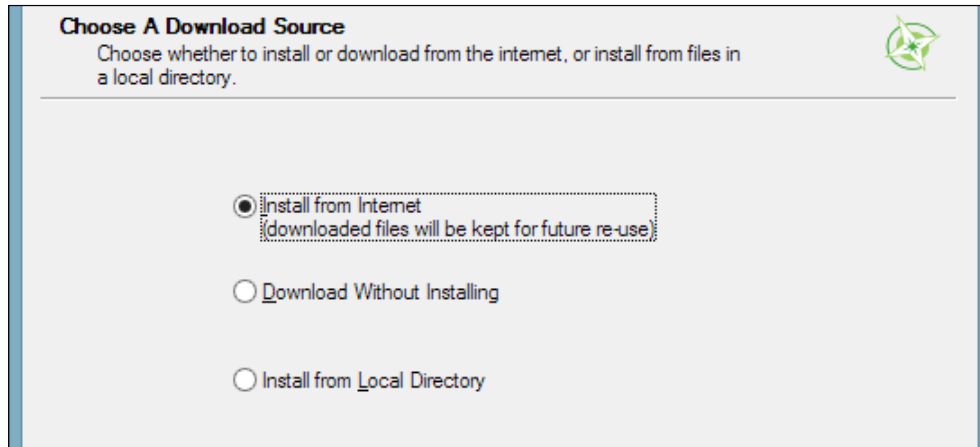 Choose A Download Source
Choose whether to install or download from the internet, or install from files in
a local directory.
Install from Internet
(downloaded files will be kept for future re-use)
Download Without Installing
Install from Local Directory